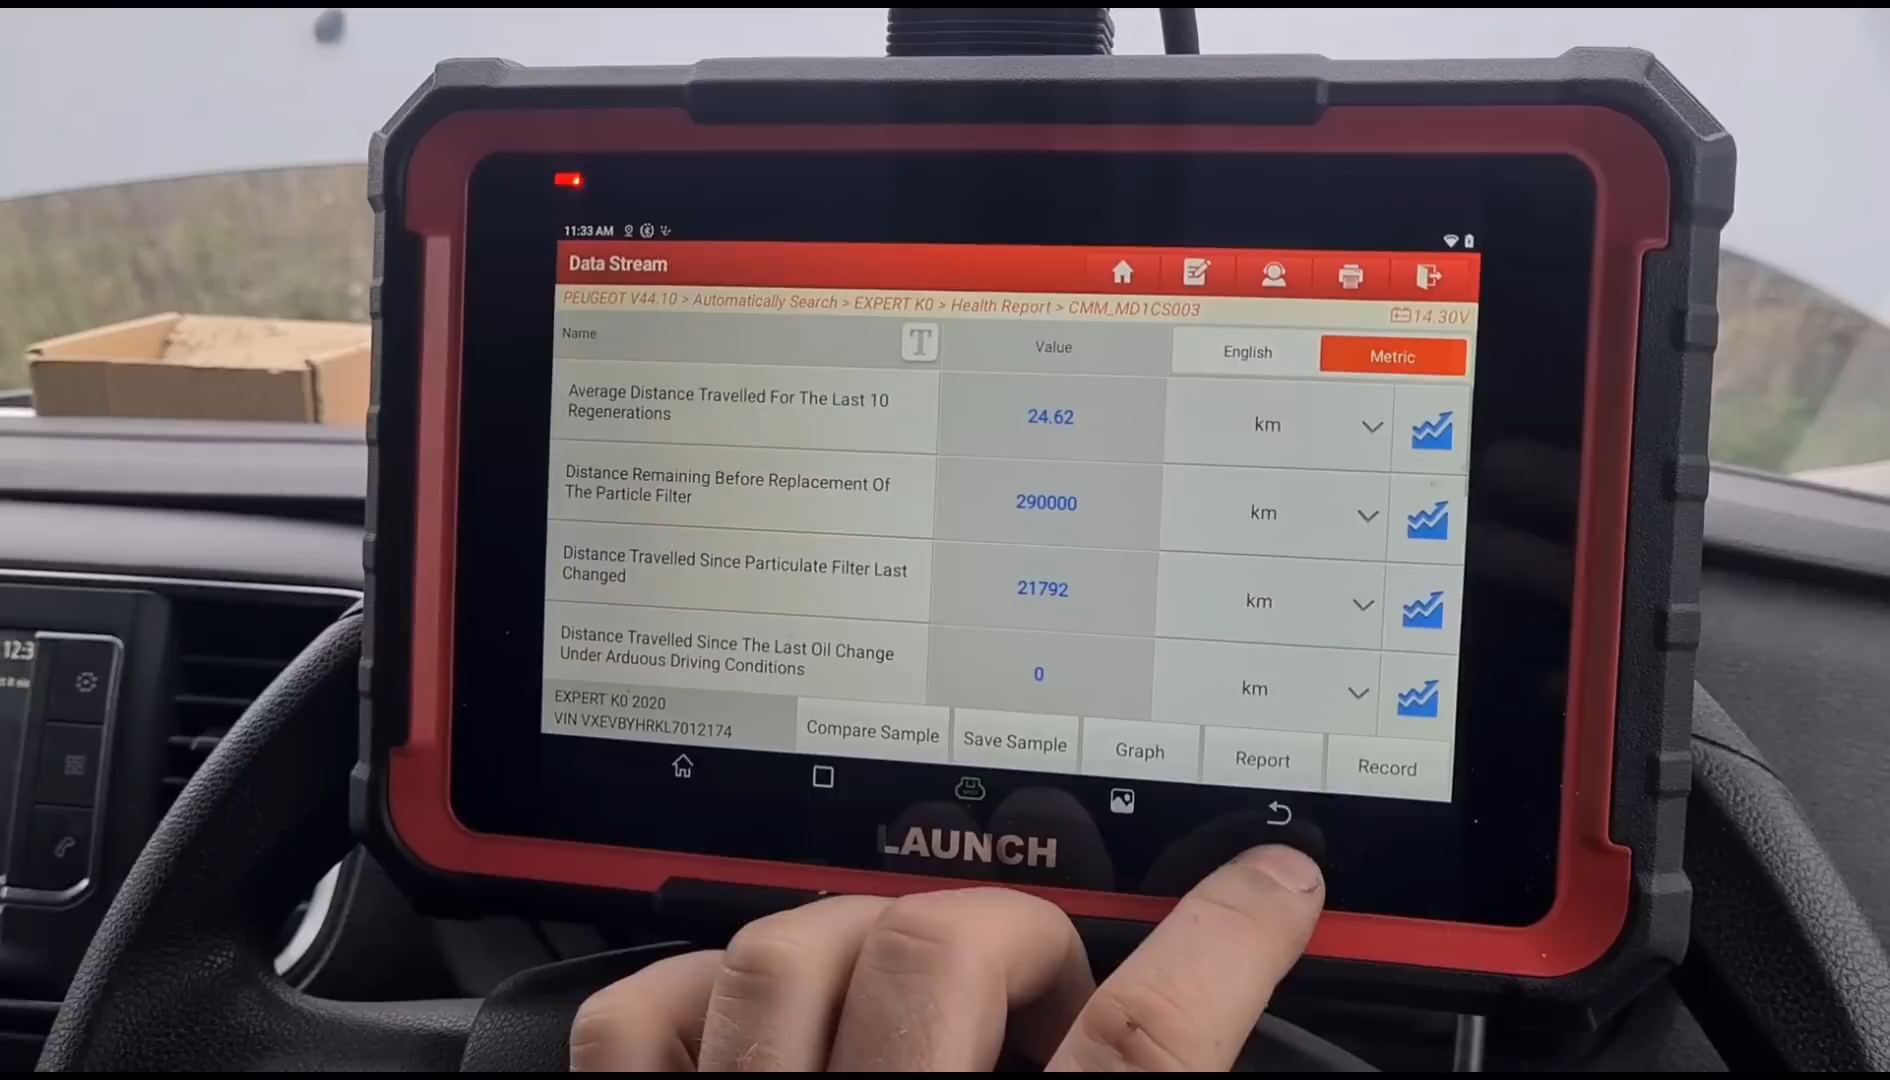 11:33 AM
Data Stream
PEUGEOT V44.10 > Automatically Search > EXPERT K0 > Health Report > CMM_MD1CS003
14.30V
Name
T
Value
English
Metric
Average Distance Travelled For The Last 10
Regenerations
24.62
km
Distance Remaining Before Replacement Of
The Particle Filter
290000
km
Distance Travelled Since Particulate Filter Last
Changed
21792
km
Distance Travelled Since The Last Oil Change
Under Arduous Driving Conditions
0
km
EXPERT K0 2020
VIN VXEVBYHRKL7012174
Compare Sample
Save Sample
Graph
Report
Record
LAUNCH
12:3